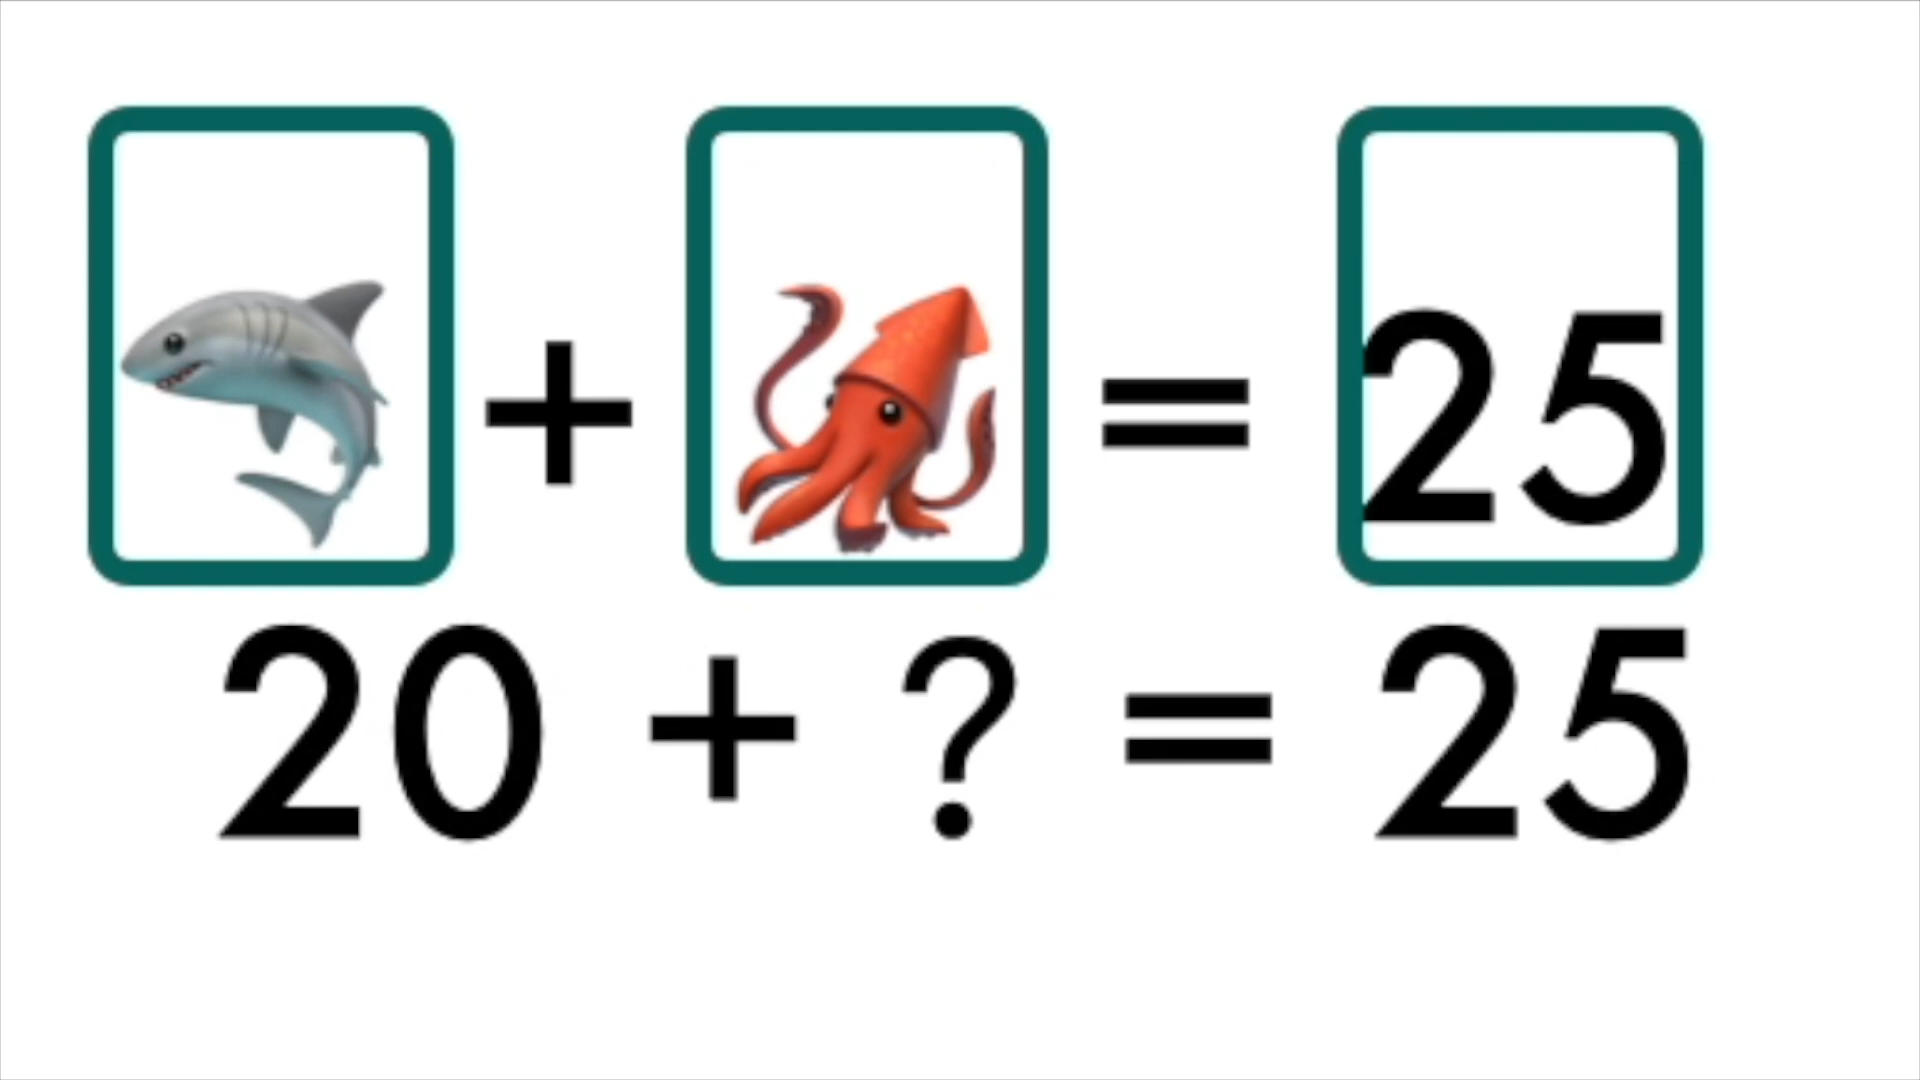 + = 25
20 + ? = 25